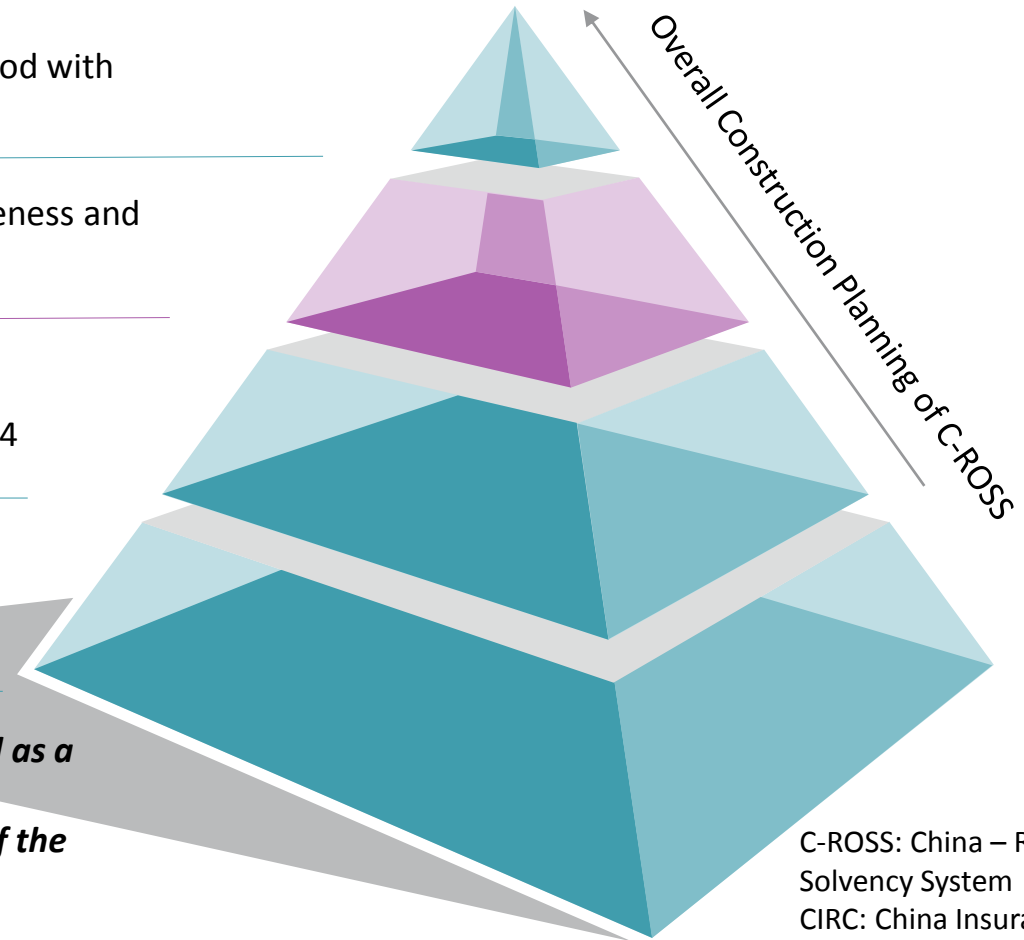 od with
eness and
4
l as a
f the
Overall Construction Planning of C-ROSS
C-ROSS: China – R
Solvency System
CIRC: China Insura